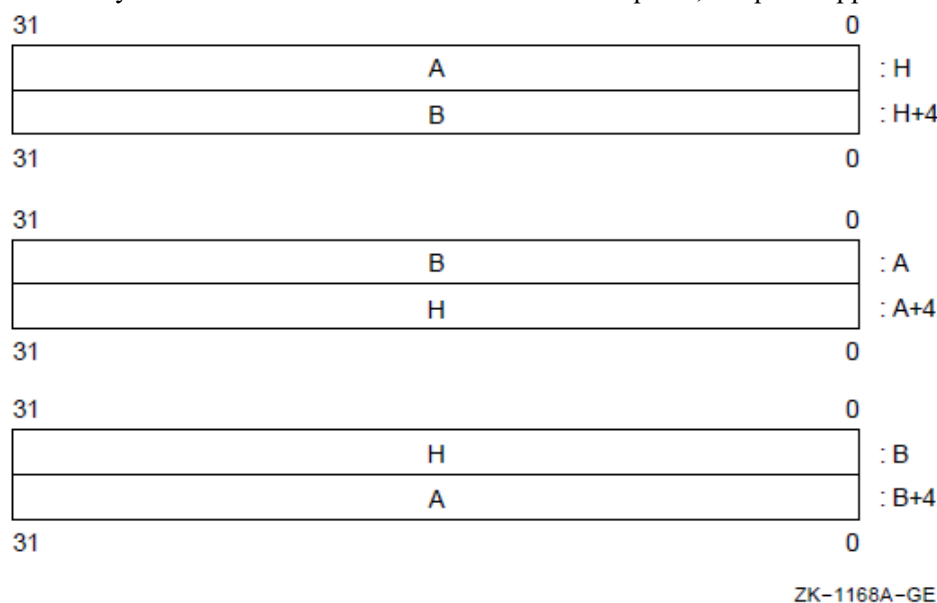 31 0
A : H
B : H+4
31 0
31 0
B : A
H : A+4
31 0
31 0
H : B
A : B+4
31 0
ZK-1168A-GE